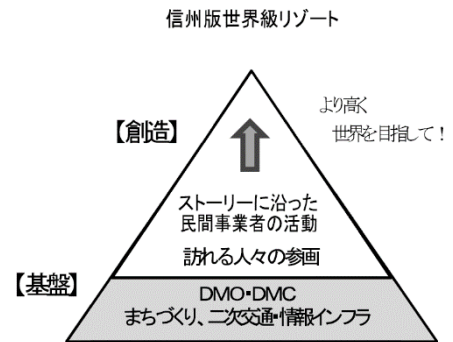 信州版世界級リゾート
より高く
世界を目指して！
【創造】
ストーリーに沿った
民間事業者の活動
訪れる人々の参画
【基盤】
DMO・DMC
まちづくり、二次交通・情報インフラ